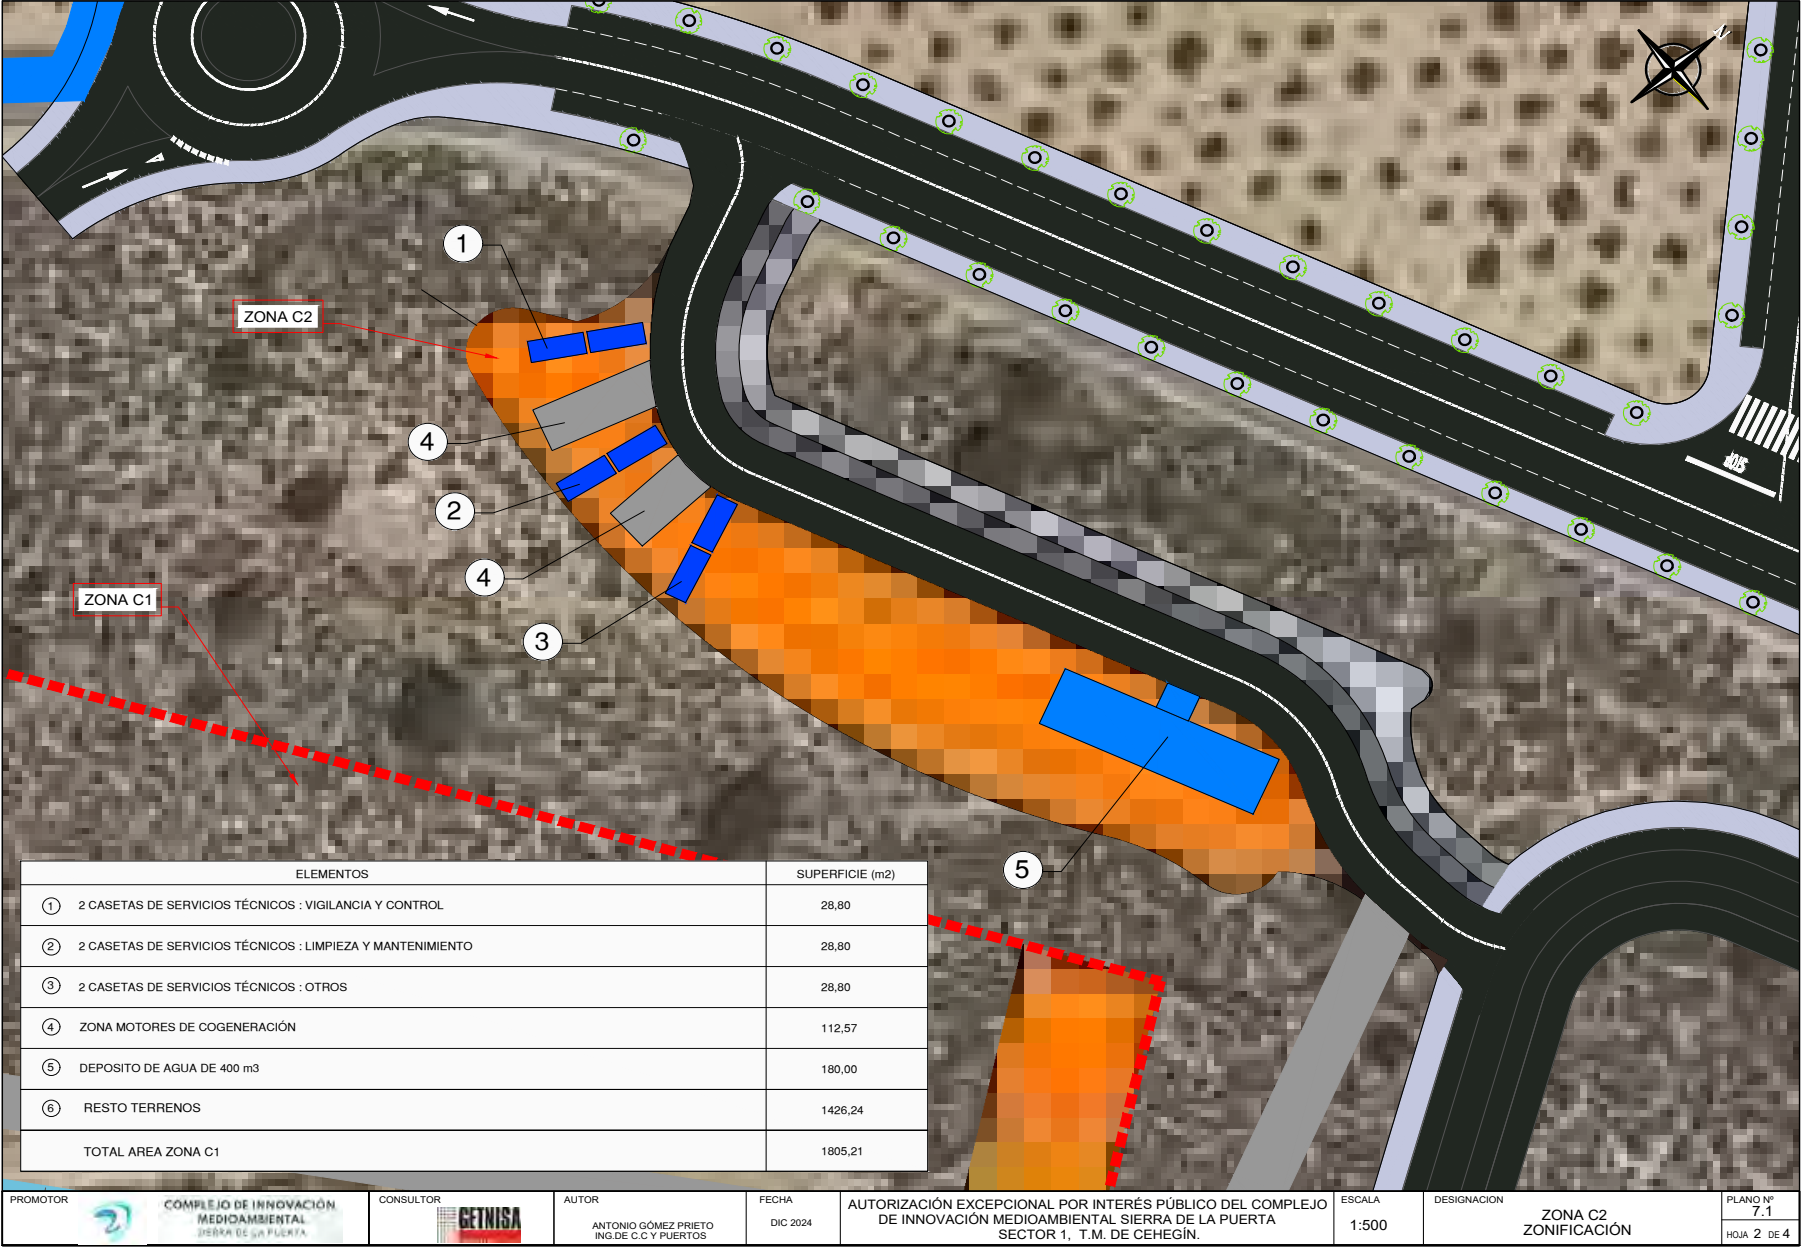 N
1
ZONA C2
4
2
4
ZONA C1
3
5
ELEMENTOS SUPERFICIE (m2)
1 2 CASETAS DE SERVICIOS TÉCNICOS : VIGILANCIA Y CONTROL 28,80
2 2 CASETAS DE SERVICIOS TÉCNICOS : LIMPIEZA Y MANTENIMIENTO 28,80
3 2 CASETAS DE SERVICIOS TÉCNICOS : OTROS 28,80
4 ZONA MOTORES DE COGENERACIÓN 112,57
5 DEPOSITO DE AGUA DE 400 m3 180,00
6 RESTO TERRENOS 1426,24
TOTAL AREA ZONA C1 1805,21
PROMOTOR
COMPLEJO DE INNOVACIÓN
MEDIOAMBIENTAL
SIERRA DE LA PUERTA
CONSULTOR
GETNISA
AUTOR
ANTONIO GÓMEZ PRIETO
ING.DE C.C Y PUERTOS
FECHA
DIC 2024
AUTORIZACIÓN EXCEPCIONAL POR INTERÉS PÚBLICO DEL COMPLEJO
DE INNOVACIÓN MEDIOAMBIENTAL SIERRA DE LA PUERTA
SECTOR 1, T.M. DE CEHEGÍN.
ESCALA
1:500
DESIGNACION
ZONA C2
ZONIFICACIÓN
PLANO Nº
7.1
HOJA 2 DE 4